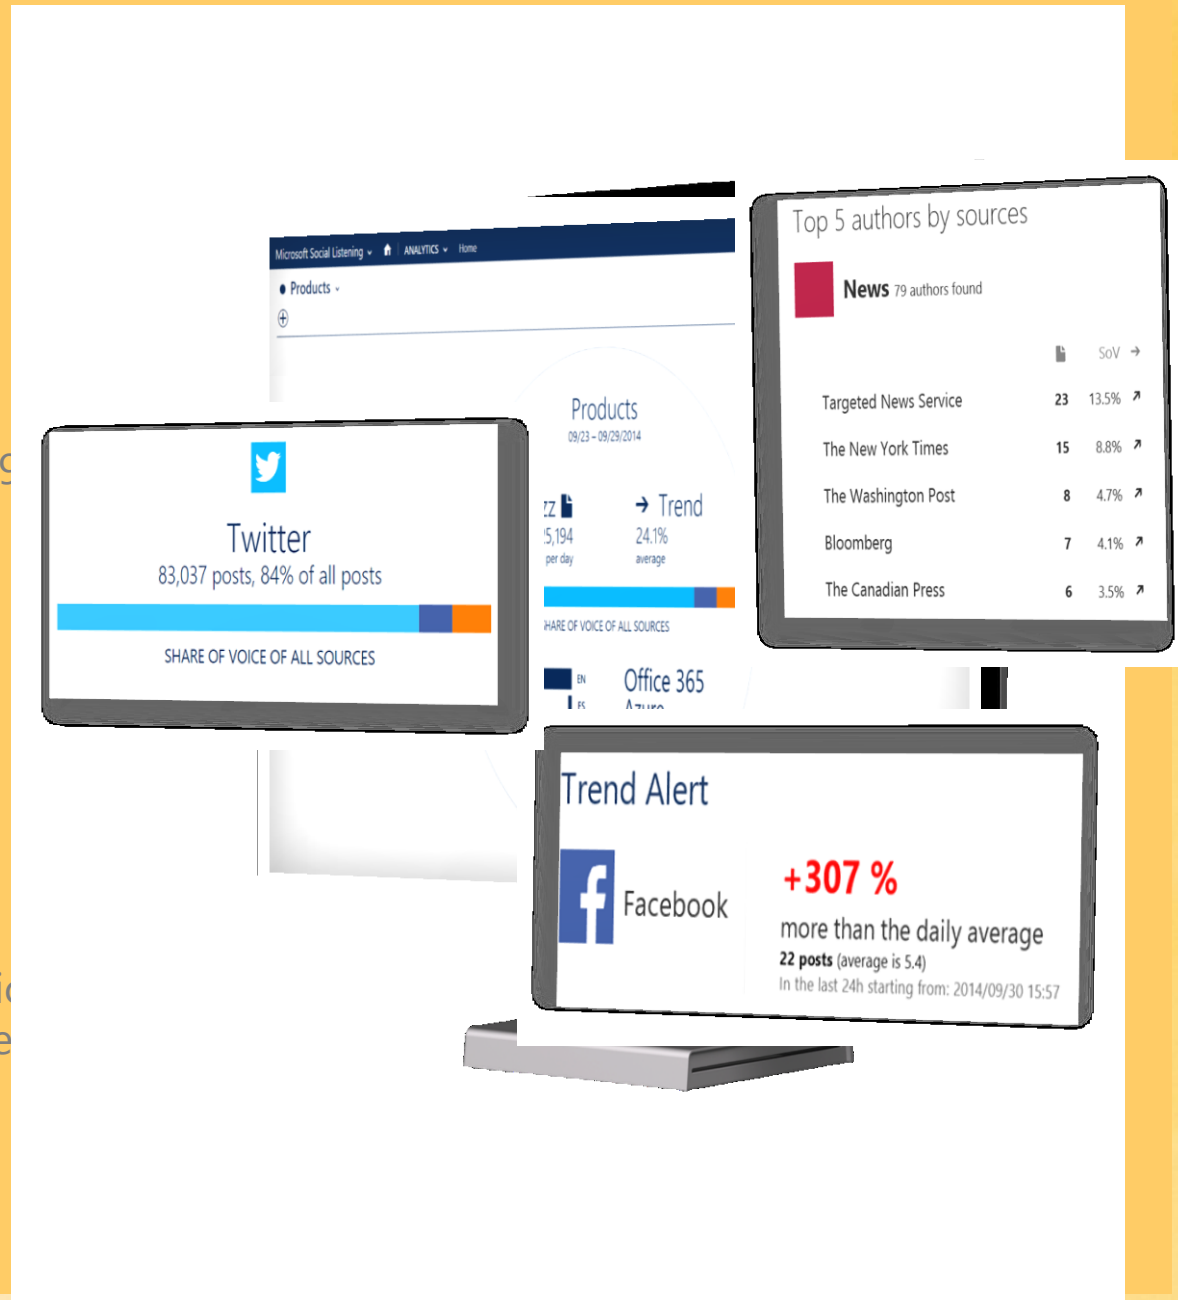 Microsoft Social Listening ANALYTICS Home
Products
Products
09/23 – 09/29/2014
Trend
5,194 24.1%
per day average
SHARE OF VOICE OF ALL SOURCES
EN Office 365
ES Azure
Top 5 authors by sources
News 79 authors found
SoV
Targeted News Service 23 13.5%
The New York Times 15 8.8%
The Washington Post 8 4.7%
Bloomberg 7 4.1%
The Canadian Press 6 3.5%
Twitter
83,037 posts, 84% of all posts
SHARE OF VOICE OF ALL SOURCES
Trend Alert
Facebook
+307 %
more than the daily average
22 posts (average is 5.4)
In the last 24h starting from: 2014/09/30 15:57